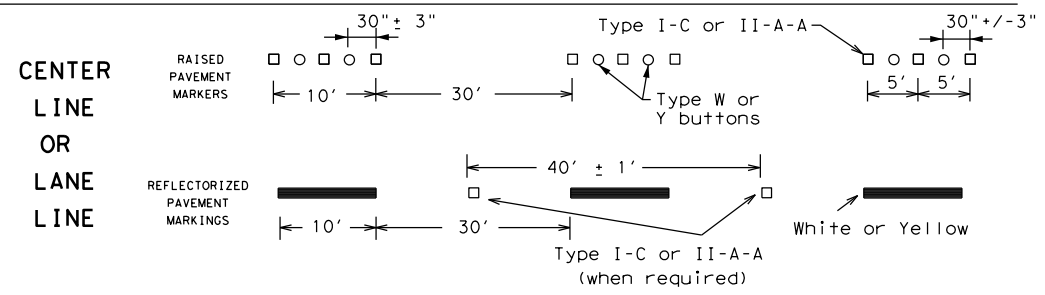 CENTER
LINE
OR
LANE
LINE
RAISED
PAVEMENT
MARKERS
30"± 3"
10'
30'
Type I-C or II-A-A
30"+/-3"
5'
5'
Type W or
Y buttons
REFLECTORIZED
PAVEMENT
MARKINGS
40' ± 1'
10'
30'
White or Yellow
Type I-C or II-A-A
(when required)